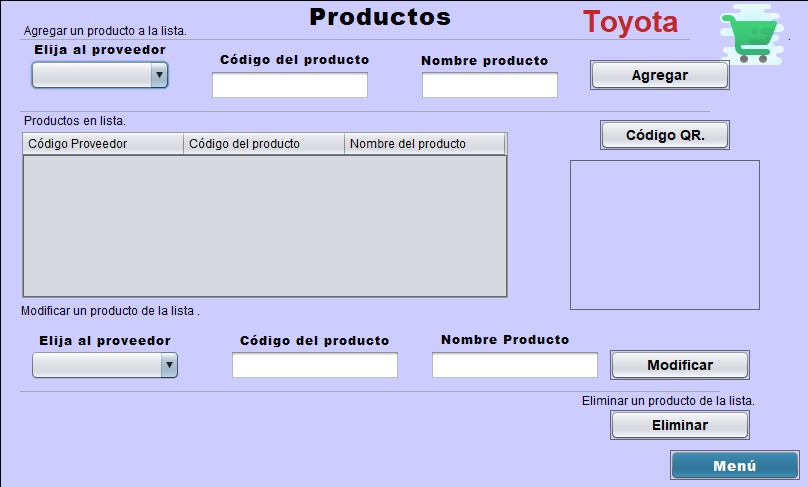 Productos
Toyota
Agregar un producto a la lista.
Elija al proveedor
Código del producto
Nombre producto
Agregar
Productos en lista.
Código QR.
Código Proveedor
Código del producto
Nombre del producto
Modificar un producto de la lista .
Elija al proveedor
Código del producto
Nombre Producto
Modificar
Eliminar un producto de la lista.
Eliminar
Menú